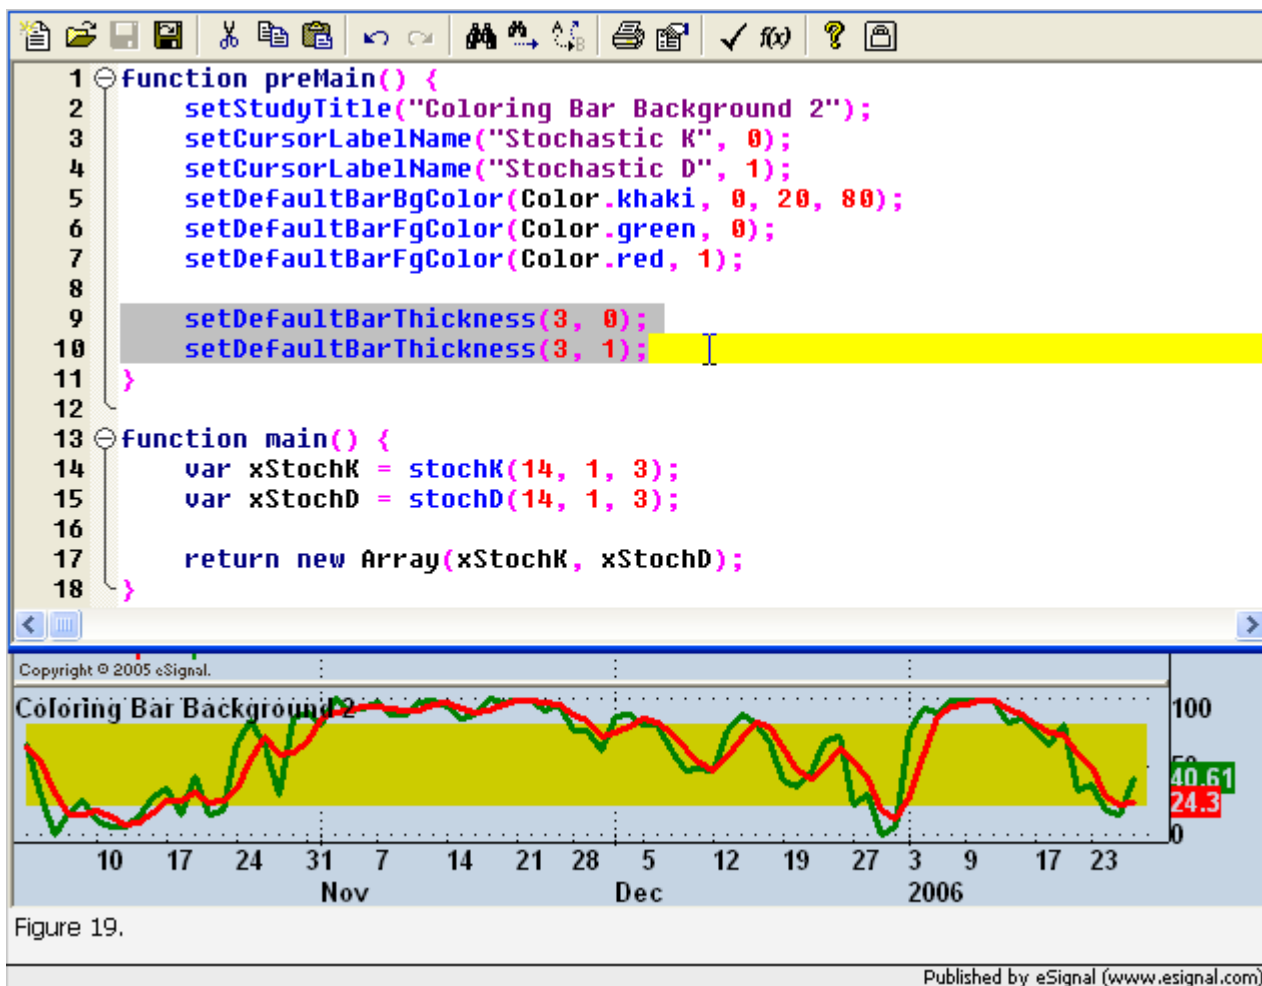 1 function preMain() {
2 setStudyTitle("Coloring Bar Background 2");
3 setCursorLabelName("Stochastic K", 0);
4 setCursorLabelName("Stochastic D", 1);
5 setDefaultBarBgColor(Color.khaki, 0, 20, 80);
6 setDefaultBarFgColor(Color.green, 0);
7 setDefaultBarFgColor(Color.red, 1);
8
9 setDefaultBarThickness(3, 0);
10 setDefaultBarThickness(3, 1);
11 }
12
13 function main() {
14 var xStochK = stochK(14, 1, 3);
15 var xStochD = stochD(14, 1, 3);
16
17 return new Array(xStochK, xStochD);
18 }
Copyright © 2005 eSignal.
Coloring Bar Background 2
100
50
40.61
24.3
0
10 17 24 31 7 14 21 28 5 12 19 27 3 9 17 23
Nov Dec 2006
Figure 19.
Published by eSignal (www.esignal.com)